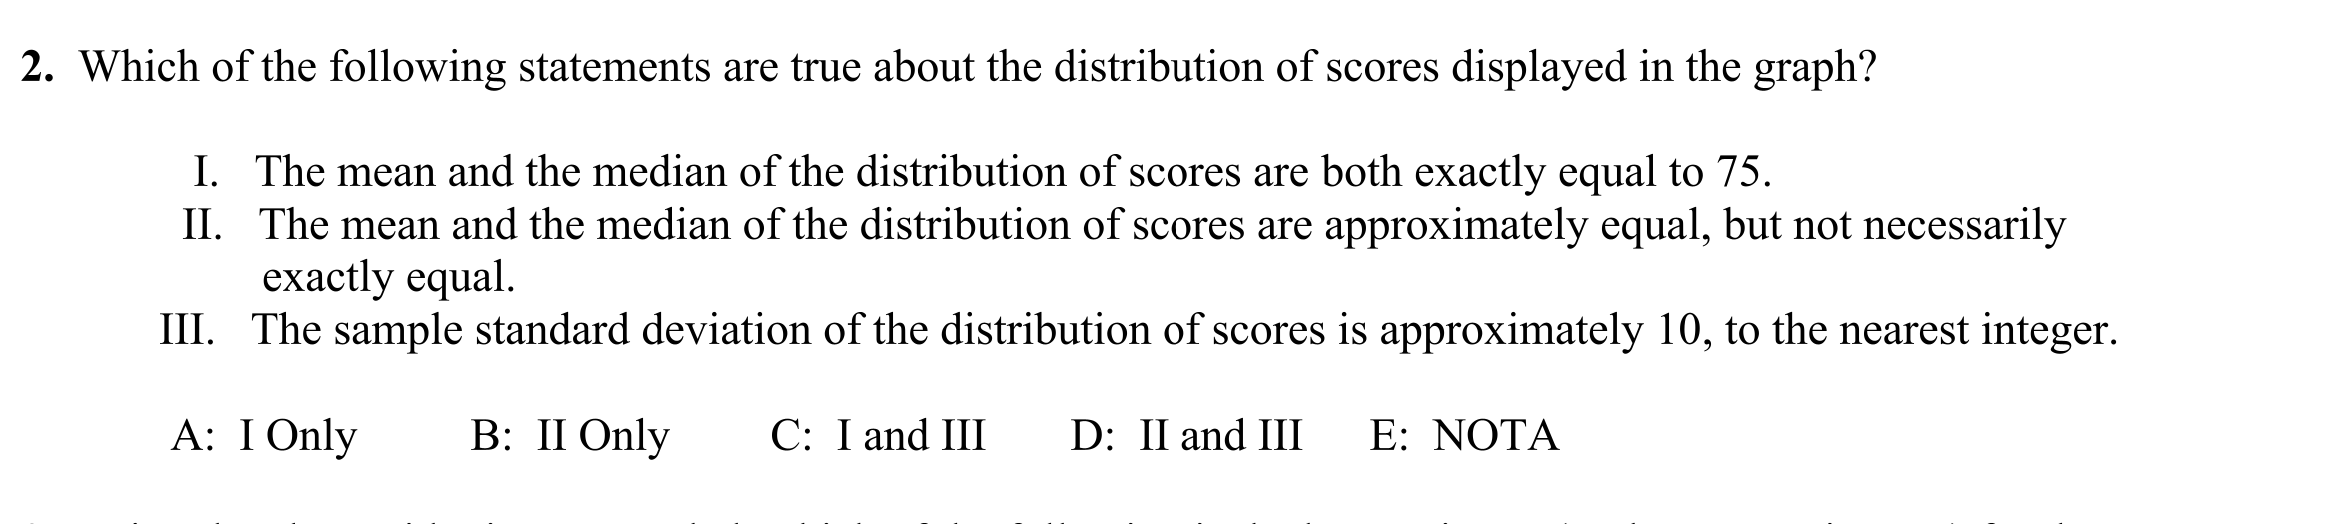 2. Which of the following statements are true about the distribution of scores displayed in the graph?
I. The mean and the median of the distribution of scores are both exactly equal to 75.
II. The mean and the median of the distribution of scores are approximately equal, but not necessarily
exactly equal.
III. The sample standard deviation of the distribution of scores is approximately 10, to the nearest integer.
A: I Only B: II Only C: I and III D: II and III E: NOTA